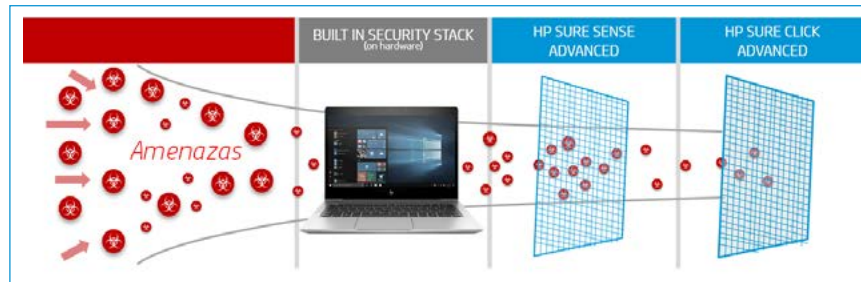 BUILT IN SECURITY STACK
(on hardware)
HP SURE SENSE
ADVANCED
HP SURE CLICK
ADVANCED
Amenazas